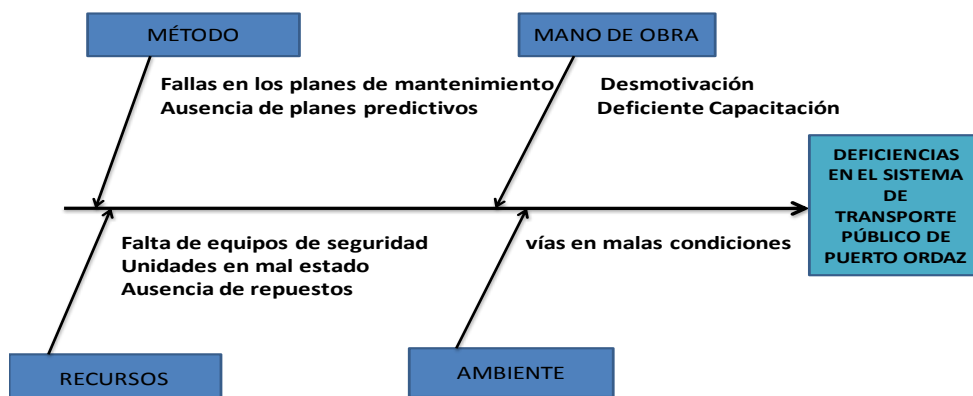 MÉTODO
MANO DE OBRA
Fallas en los planes de mantenimiento
Ausencia de planes predictivos
Desmotivación
Deficiente Capacitación
DEFICIENCIAS
EN EL SISTEMA
DE
TRANSPORTE
PÚBLICO DE
PUERTO ORDAZ
Falta de equipos de seguridad
Unidades en mal estado
Ausencia de repuestos
vías en malas condiciones
RECURSOS
AMBIENTE